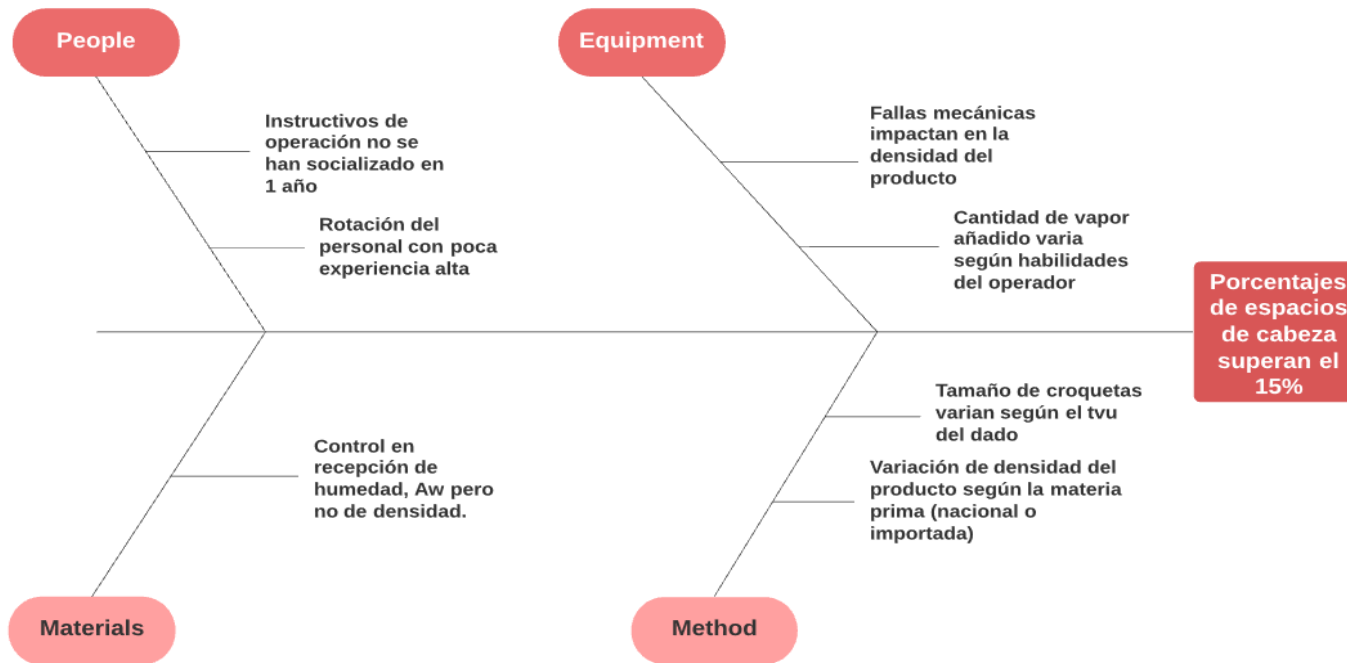 People
Equipment
Instructivos de
operación no se
han socializado en
1 año
Fallas mecánicas
impactan en la
densidad del
producto
Rotación del
personal con poca
experiencia alta
Cantidad de vapor
añadido varia
según habilidades
del operador
Porcentajes
de espacios
de cabeza
superan el
15%
Control en
recepción de
humedad, Aw pero
no de densidad.
Tamaño de croquetas
varian según el tvu
del dado
Variación de densidad del
producto según la materia
prima (nacional o
importada)
Materials
Method